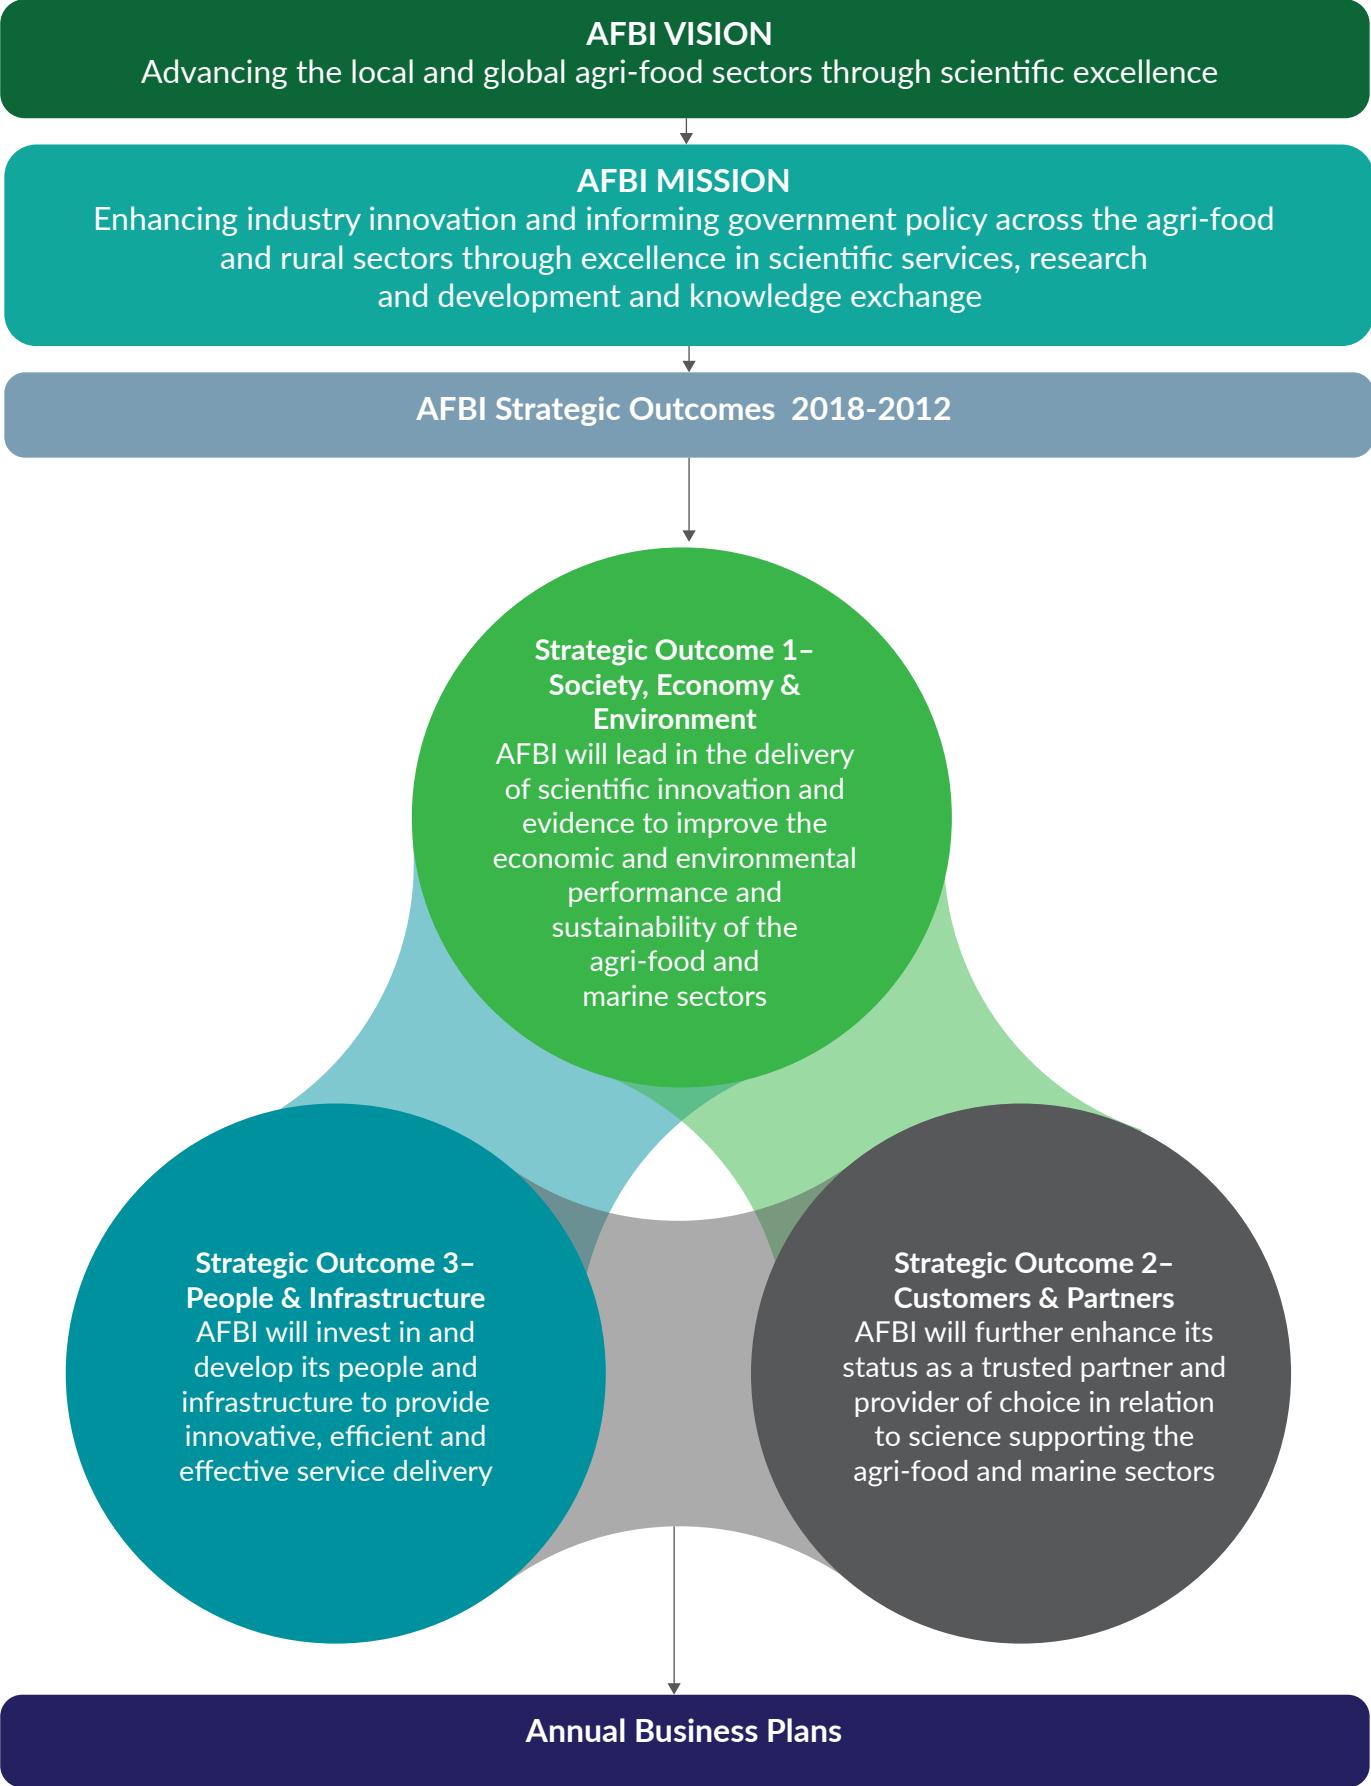 AFBI VISION
Advancing the local and global agri-food sectors through scientific excellence
AFBI MISSION
Enhancing industry innovation and informing government policy across the agri-food
and rural sectors through excellence in scientific services, research
and development and knowledge exchange
AFBI Strategic Outcomes  2018-2012
Strategic Outcome 1–
Society, Economy &
Environment
AFBI will lead in the delivery
of scientific innovation and
evidence to improve the
economic and environmental
performance and
sustainability of the
agri-food and
marine sectors
Strategic Outcome 3–
People & Infrastructure
AFBI will invest in and
develop its people and
infrastructure to provide
innovative, efficient and
effective service delivery
Strategic Outcome 2–
Customers & Partners
AFBI will further enhance its
status as a trusted partner and
provider of choice in relation
to science supporting the
agri-food and marine sectors
Annual Business Plans